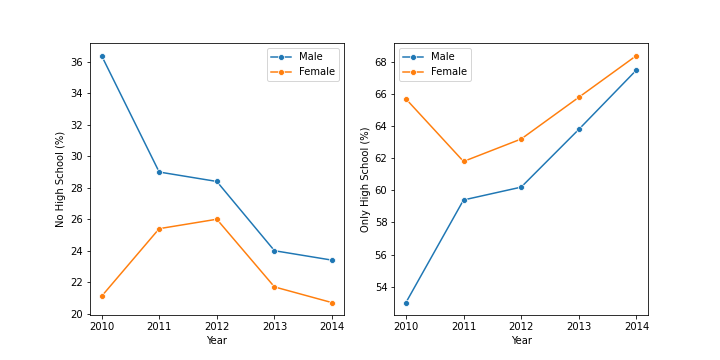 Male
Female
No High School (%)
36
34
32
30
28
26
24
22
20
2010 2011 2012 2013 2014
Year
Male
Female
Only High School (%)
68
66
64
62
60
58
56
54
2010 2011 2012 2013 2014
Year